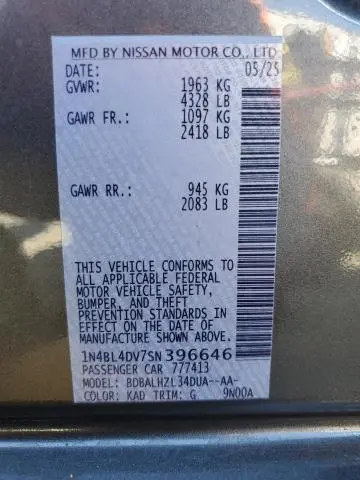 MFD BY NISSAN MOTOR CO., LTD
DATE: 05/25
GVWR: 1963 KG
4328 LB
GAWR FR.: 1097 KG
2418 LB
GAWR RR.: 945 KG
2083 LB
THIS VEHICLE CONFORMS TO
ALL APPLICABLE FEDERAL
MOTOR VEHICLE SAFETY,
BUMPER, AND THEFT
PREVENTION STANDARDS IN
EFFECT ON THE DATE OF
MANUFACTURE SHOWN ABOVE.
1N4BL4DV7SN396646
PASSENGER CAR 777413
MODEL: BDBALHZL34DUA--AA-
COLOR: KAD TRIM: G 9N00A